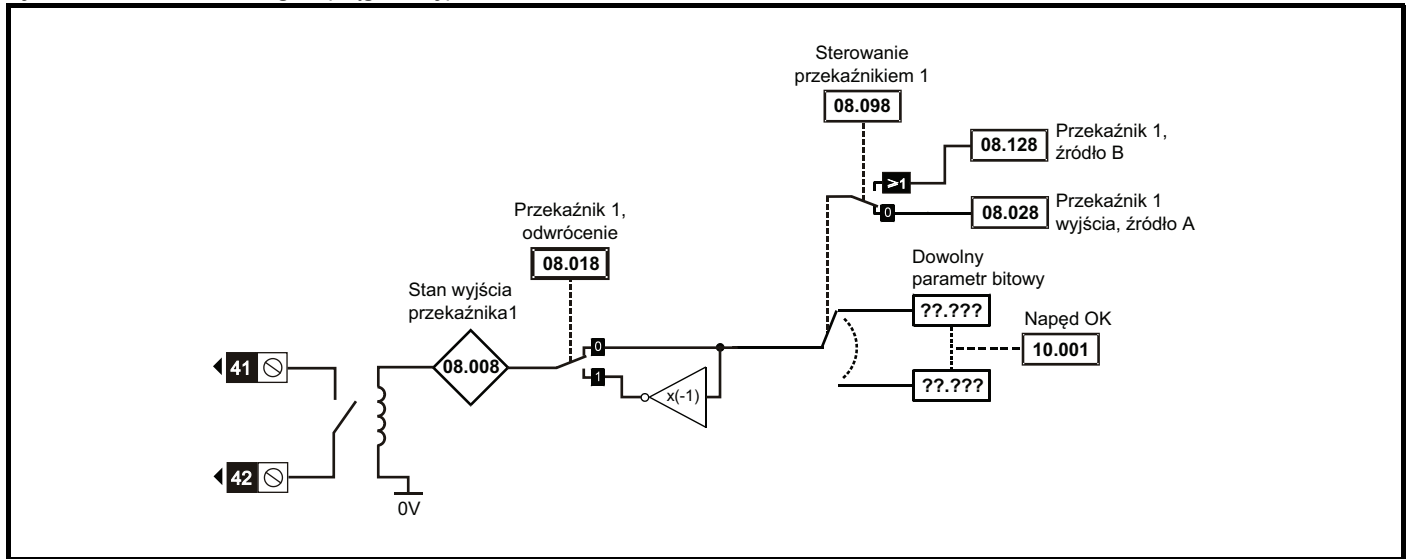 Sterowanie
przekaźnikiem 1
08.098
08.128
Przekaźnik 1,
źródło B
>1
0
08.028
Przekaźnik 1
wyjścia, źródło A
Przekaźnik 1,
odwrócenie
08.018
Dowolny
parametr bitowy
??.???
Napęd OK
10.001
??.???
Stan wyjścia
przekaźnika1
08.008
0
1
x(-1)
41
42
0V